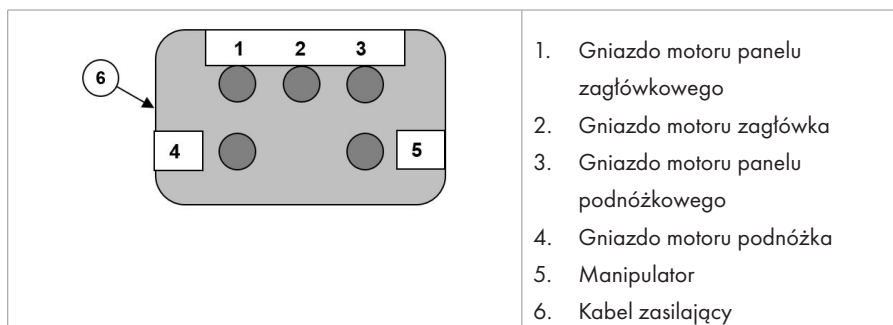 1 2 3
6
4 5
1. Gniazdo motoru panelu
zagłówkowego
2. Gniazdo motoru zagłówka
3. Gniazdo motoru panelu
podnóżkowego
4. Gniazdo motoru podnóżka
5. Manipulator
6. Kabel zasilający